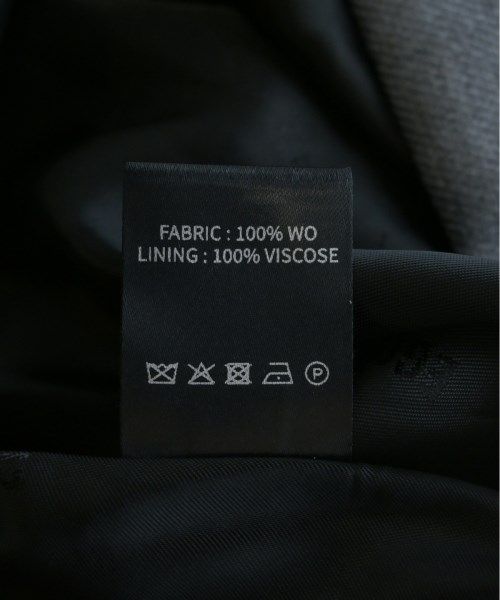 FABRIC : 100% WO
LINING : 100% VISCOSE
P